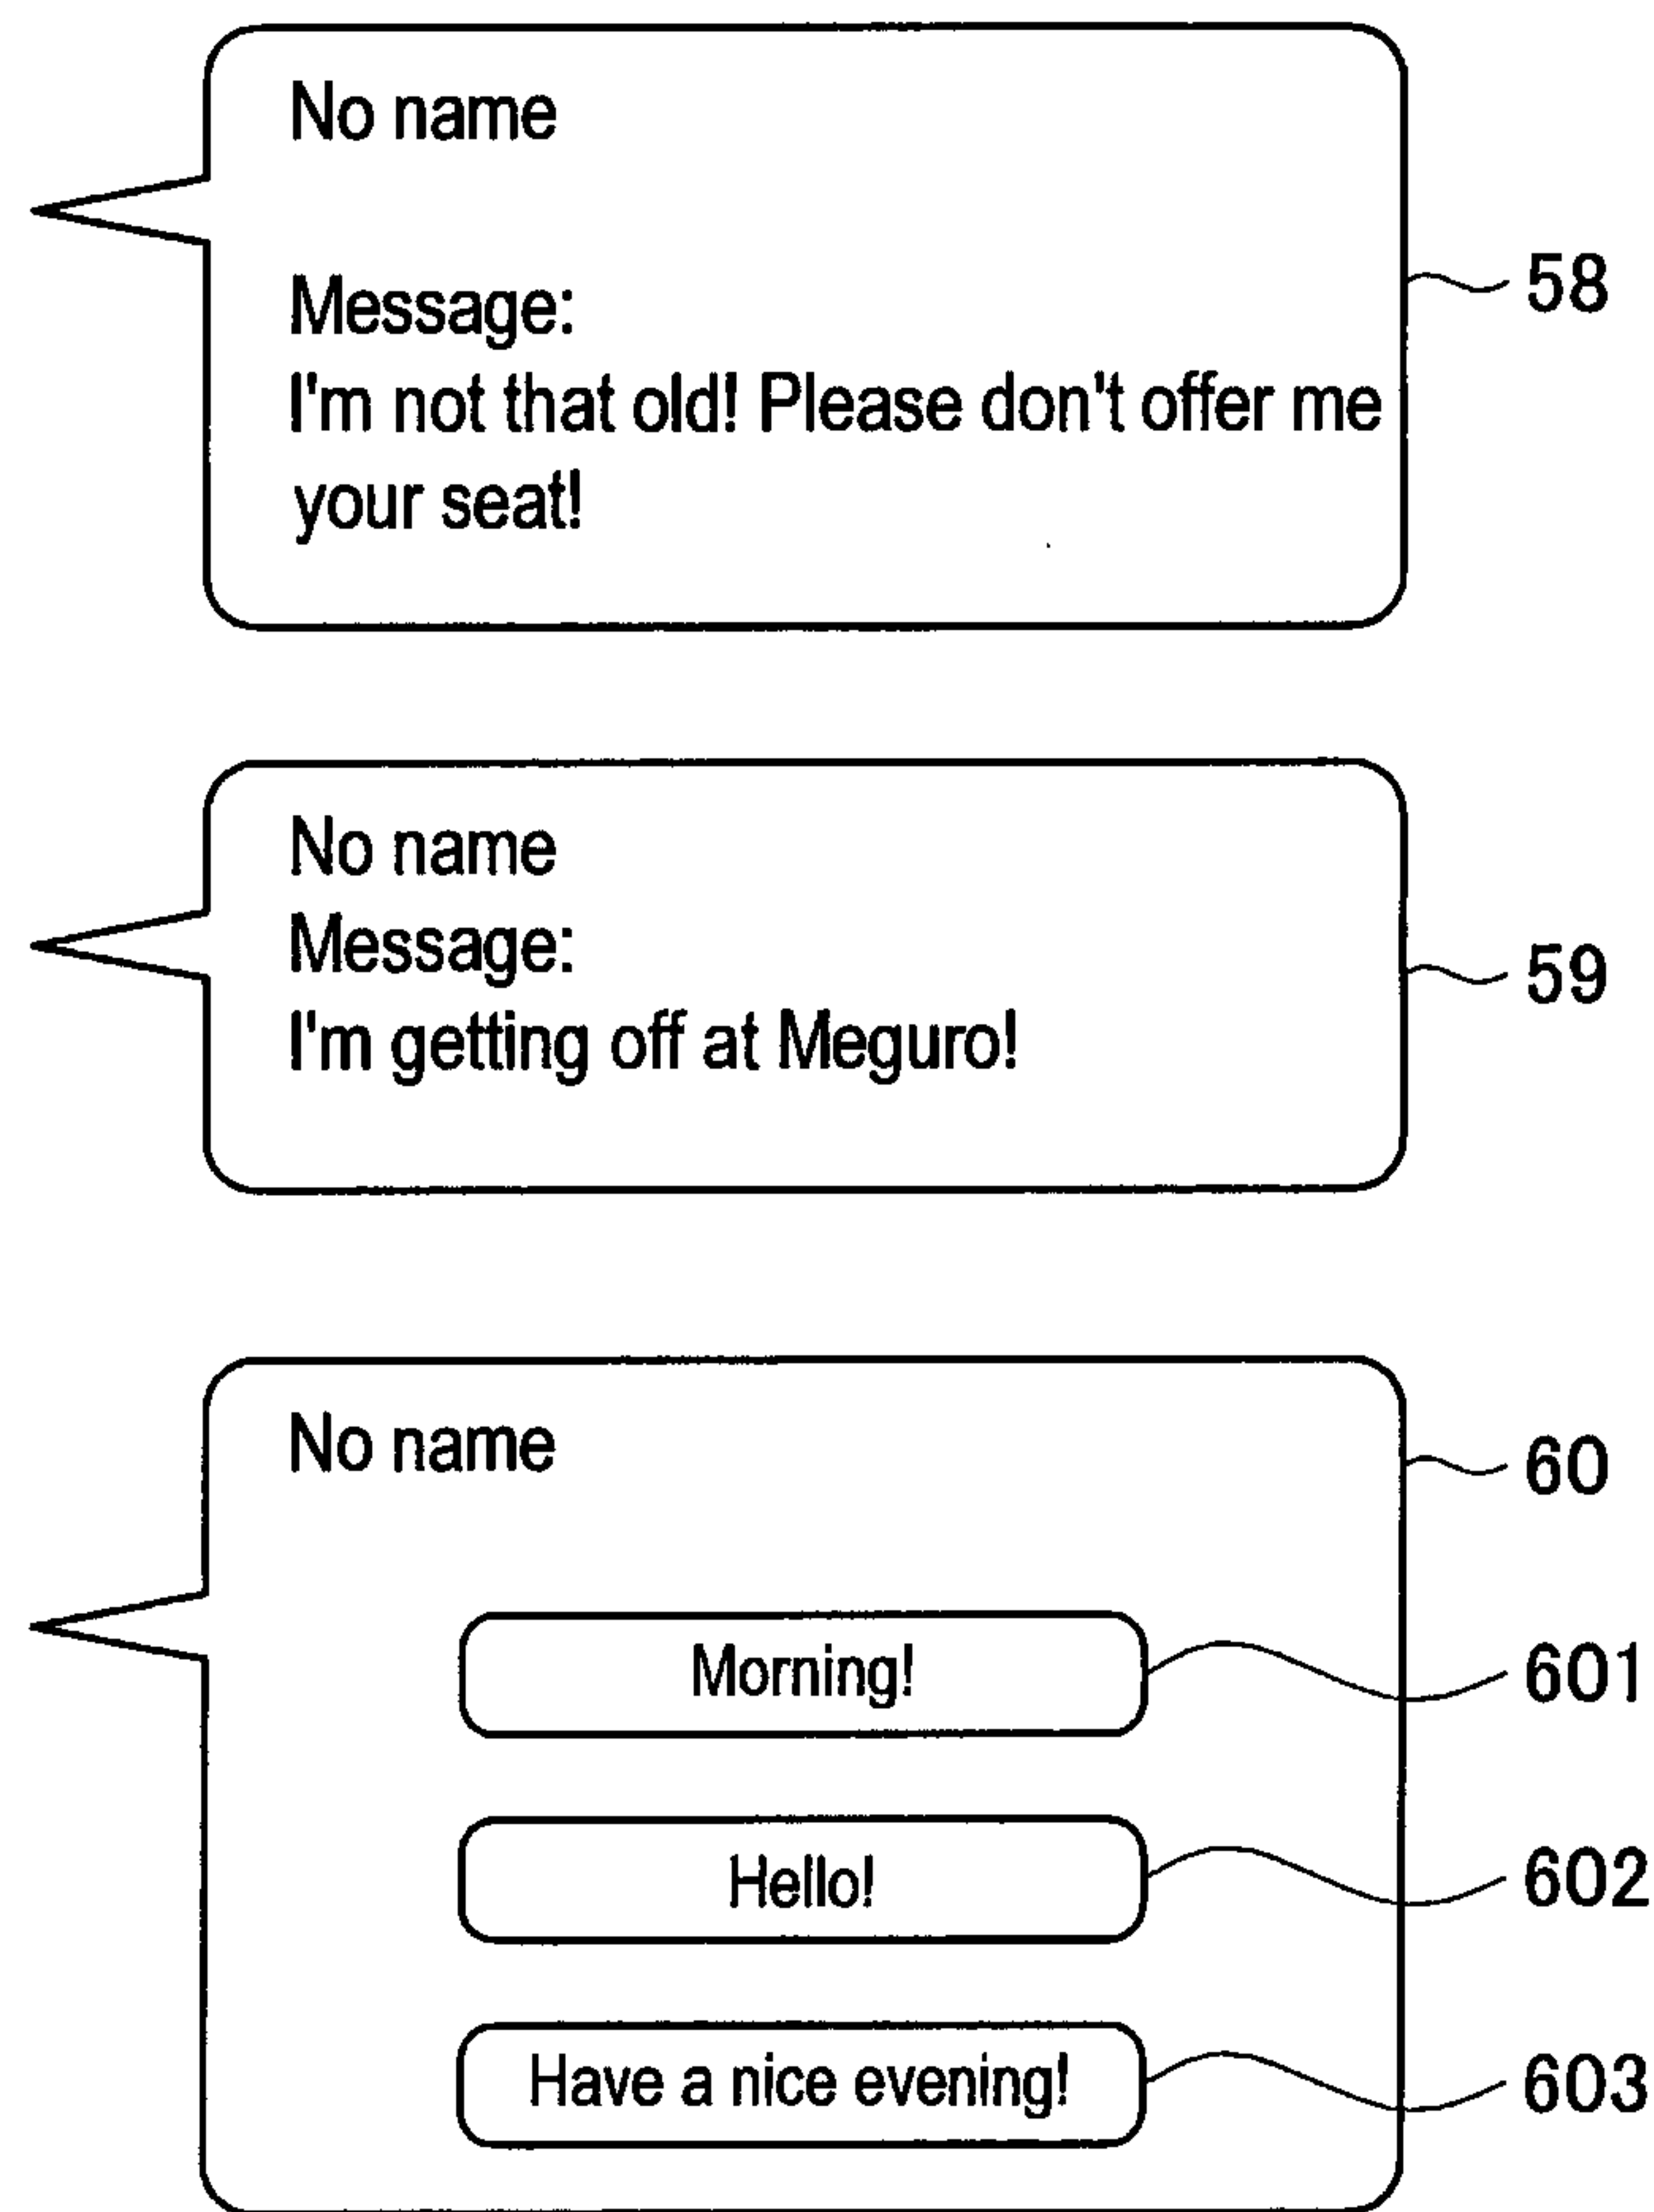 No name
Message:
58
I'm not that old! Please don't offer me
your seat!
No name
Message:
59
I'm getting off at Meguro!
No name
60
Morning!
601
Hello!
602
Have a nice evening!
603